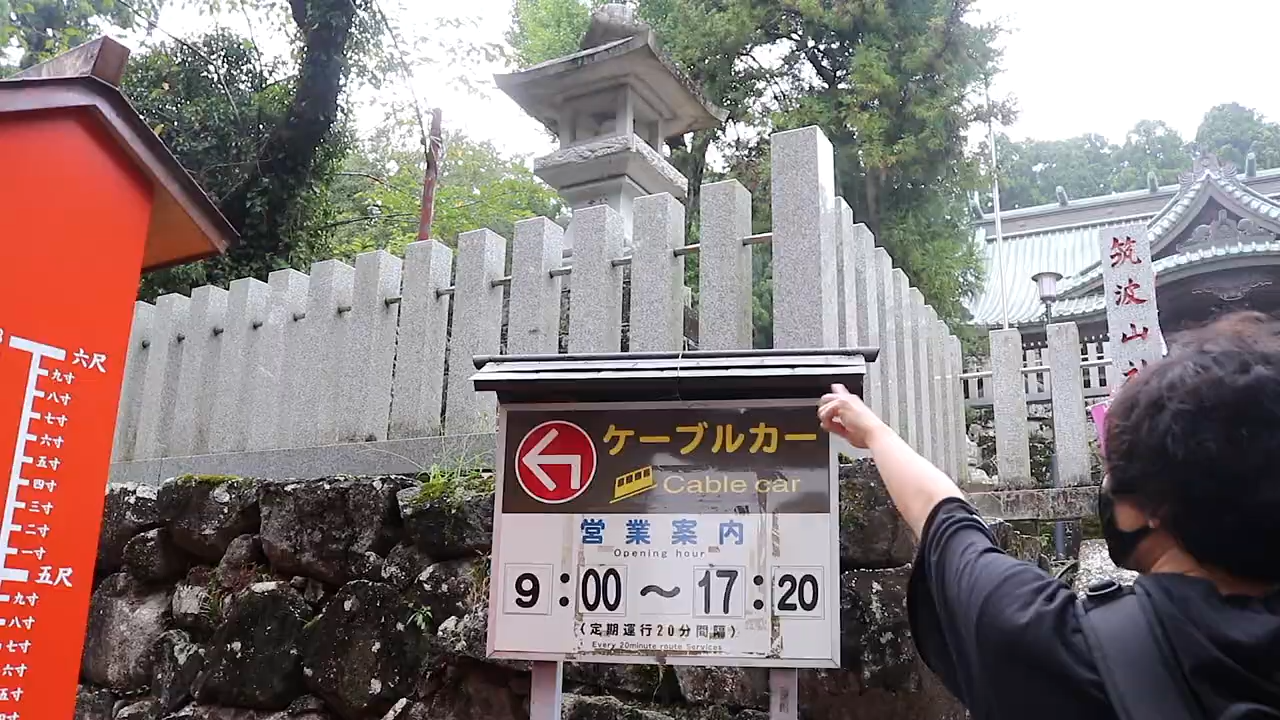 六尺
九寸
八寸
七寸
六寸
五寸
四寸
三寸
二寸
一寸
五尺
九寸
八寸
七寸
六寸
五寸
ケーブルカー
Cable car
営業案内
Opening hour
9:00～17:20
(定期運行20分間隔)
Every 20minute route Services
筑波山